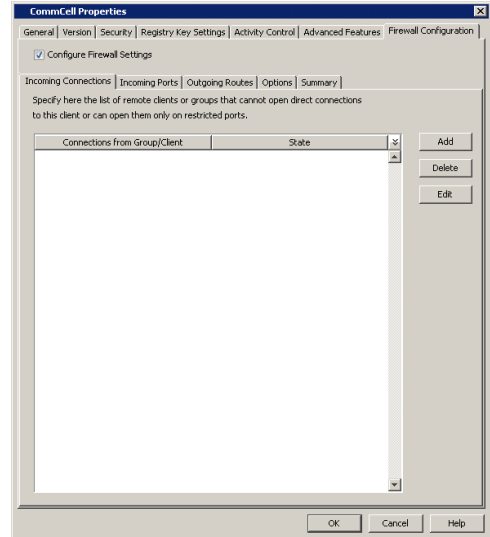 CommCell Properties
General Version Security Registry Key Settings Activity Control Advanced Features Firewall Configuration
Configure Firewall Settings
Incoming Connections Incoming Ports Outgoing Routes Options Summary
Specify here the list of remote clients or groups that cannot open direct connections
to this client or can open them only on restricted ports.
Connections from Group/Client State
Add
Delete
Edit
OK Cancel Help